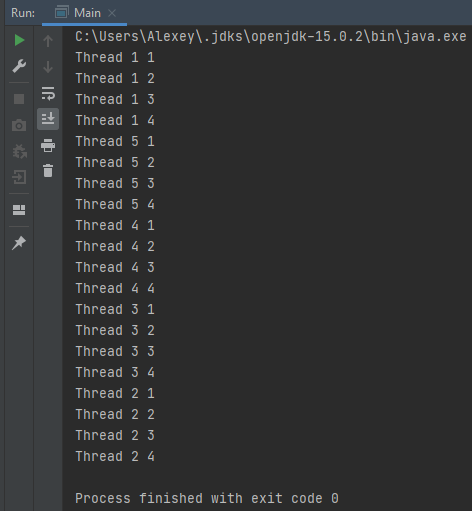 Run: Main
C:\Users\Alexey\.jdks\openjdk-15.0.2\bin\java.exe
Thread 1 1
Thread 1 2
Thread 1 3
Thread 1 4
Thread 5 1
Thread 5 2
Thread 5 3
Thread 5 4
Thread 4 1
Thread 4 2
Thread 4 3
Thread 4 4
Thread 3 1
Thread 3 2
Thread 3 3
Thread 3 4
Thread 2 1
Thread 2 2
Thread 2 3
Thread 2 4
Process finished with exit code 0